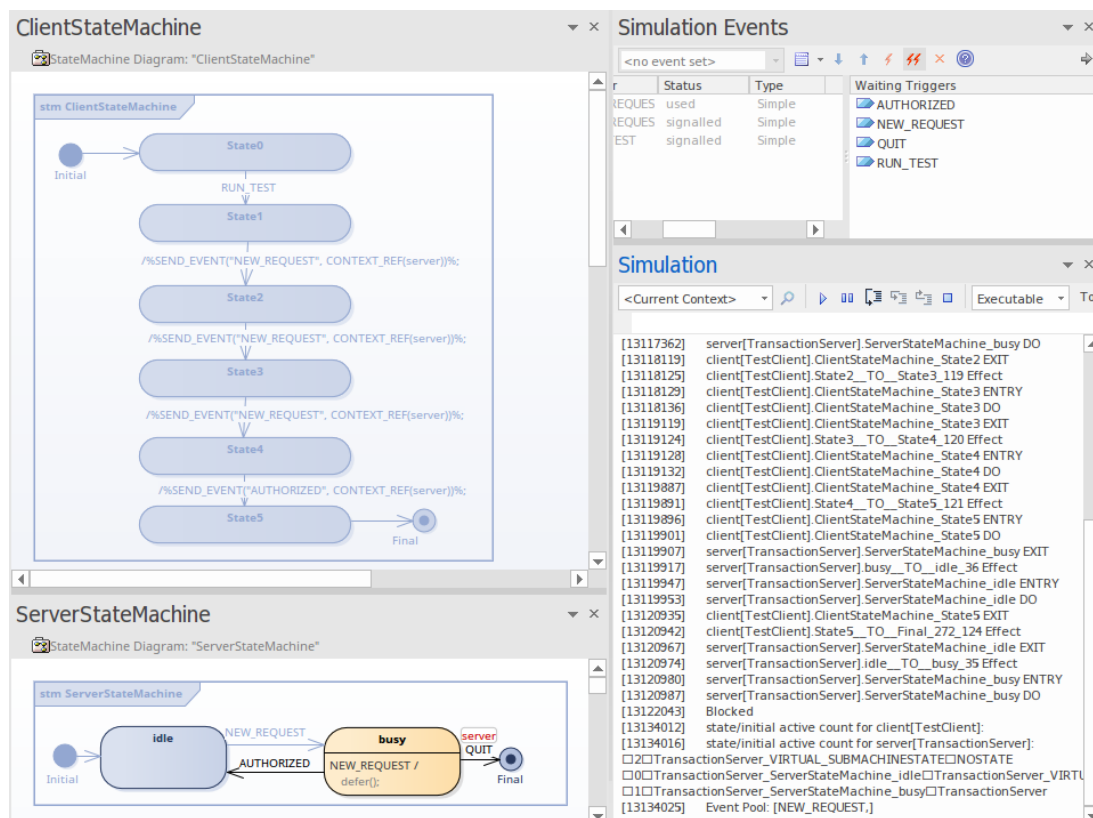 ClientStateMachine
StateMachine Diagram: "ClientStateMachine"
stm ClientStateMachine
State0
Initial
RUN_TEST
State1
/%SEND_EVENT("NEW_REQUEST", CONTEXT_REF(server))%;
State2
/%SEND_EVENT("NEW_REQUEST", CONTEXT_REF(server))%;
State3
/%SEND_EVENT("NEW_REQUEST", CONTEXT_REF(server))%;
State4
/%SEND_EVENT("AUTHORIZED", CONTEXT_REF(server))%;
State5
Final
ServerStateMachine
StateMachine Diagram: "ServerStateMachine"
stm ServerStateMachine
idle
NEW_REQUEST
busy
server
QUIT
AUTHORIZED
NEW_REQUEST /
defer();
Initial
Final
Simulation Events
<no event set>
r Status Type
REQUES used Simple
REQUES signalled Simple
EST signalled Simple
Waiting Triggers
AUTHORIZED
NEW_REQUEST
QUIT
RUN_TEST
Simulation
<Current Context> Executable To
[13117362] server[TransactionServer].ServerStateMachine_busy DO
[13118119] client[TestClient].ClientStateMachine_State2 EXIT
[13118125] client[TestClient].State2__TO__State3_119 Effect
[13118129] client[TestClient].ClientStateMachine_State3 ENTRY
[13118136] client[TestClient].ClientStateMachine_State3 DO
[13119119] client[TestClient].ClientStateMachine_State3 EXIT
[13119124] client[TestClient].State3__TO__State4_120 Effect
[13119128] client[TestClient].ClientStateMachine_State4 ENTRY
[13119132] client[TestClient].ClientStateMachine_State4 DO
[13119887] client[TestClient].ClientStateMachine_State4 EXIT
[13119891] client[TestClient].State4__TO__State5_121 Effect
[13119896] client[TestClient].ClientStateMachine_State5 ENTRY
[13119901] client[TestClient].ClientStateMachine_State5 DO
[13119907] server[TransactionServer].ServerStateMachine_busy EXIT
[13119917] server[TransactionServer].busy__TO__idle_36 Effect
[13119947] server[TransactionServer].ServerStateMachine_idle ENTRY
[13119953] server[TransactionServer].ServerStateMachine_idle DO
[13120935] client[TestClient].ClientStateMachine_State5 EXIT
[13120942] client[TestClient].State5__TO__Final_272_124 Effect
[13120967] server[TransactionServer].ServerStateMachine_idle EXIT
[13120974] server[TransactionServer].idle__TO__busy_35 Effect
[13120980] server[TransactionServer].ServerStateMachine_busy ENTRY
[13120987] server[TransactionServer].ServerStateMachine_busy DO
[13122043] Blocked
[13134012] state/initial active count for client[TestClient]:
[13134016] state/initial active count for server[TransactionServer]:
□2□TransactionServer_VIRTUAL_SUBMACHINESTATE□NOSTATE
□0□TransactionServer_ServerStateMachine_idle□TransactionServer_VIRTU
□1□TransactionServer_ServerStateMachine_busy□TransactionServer
[13134025] Event Pool: [NEW_REQUEST,]